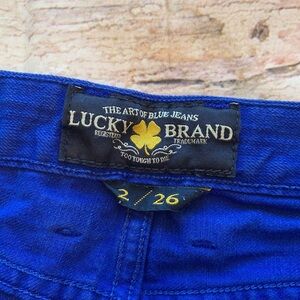 THE ART OF BLUE JEANS
LUCKY BRAND
REGISTERED TRADEMARK
TOO TOUGH TO DIE
2 / 26